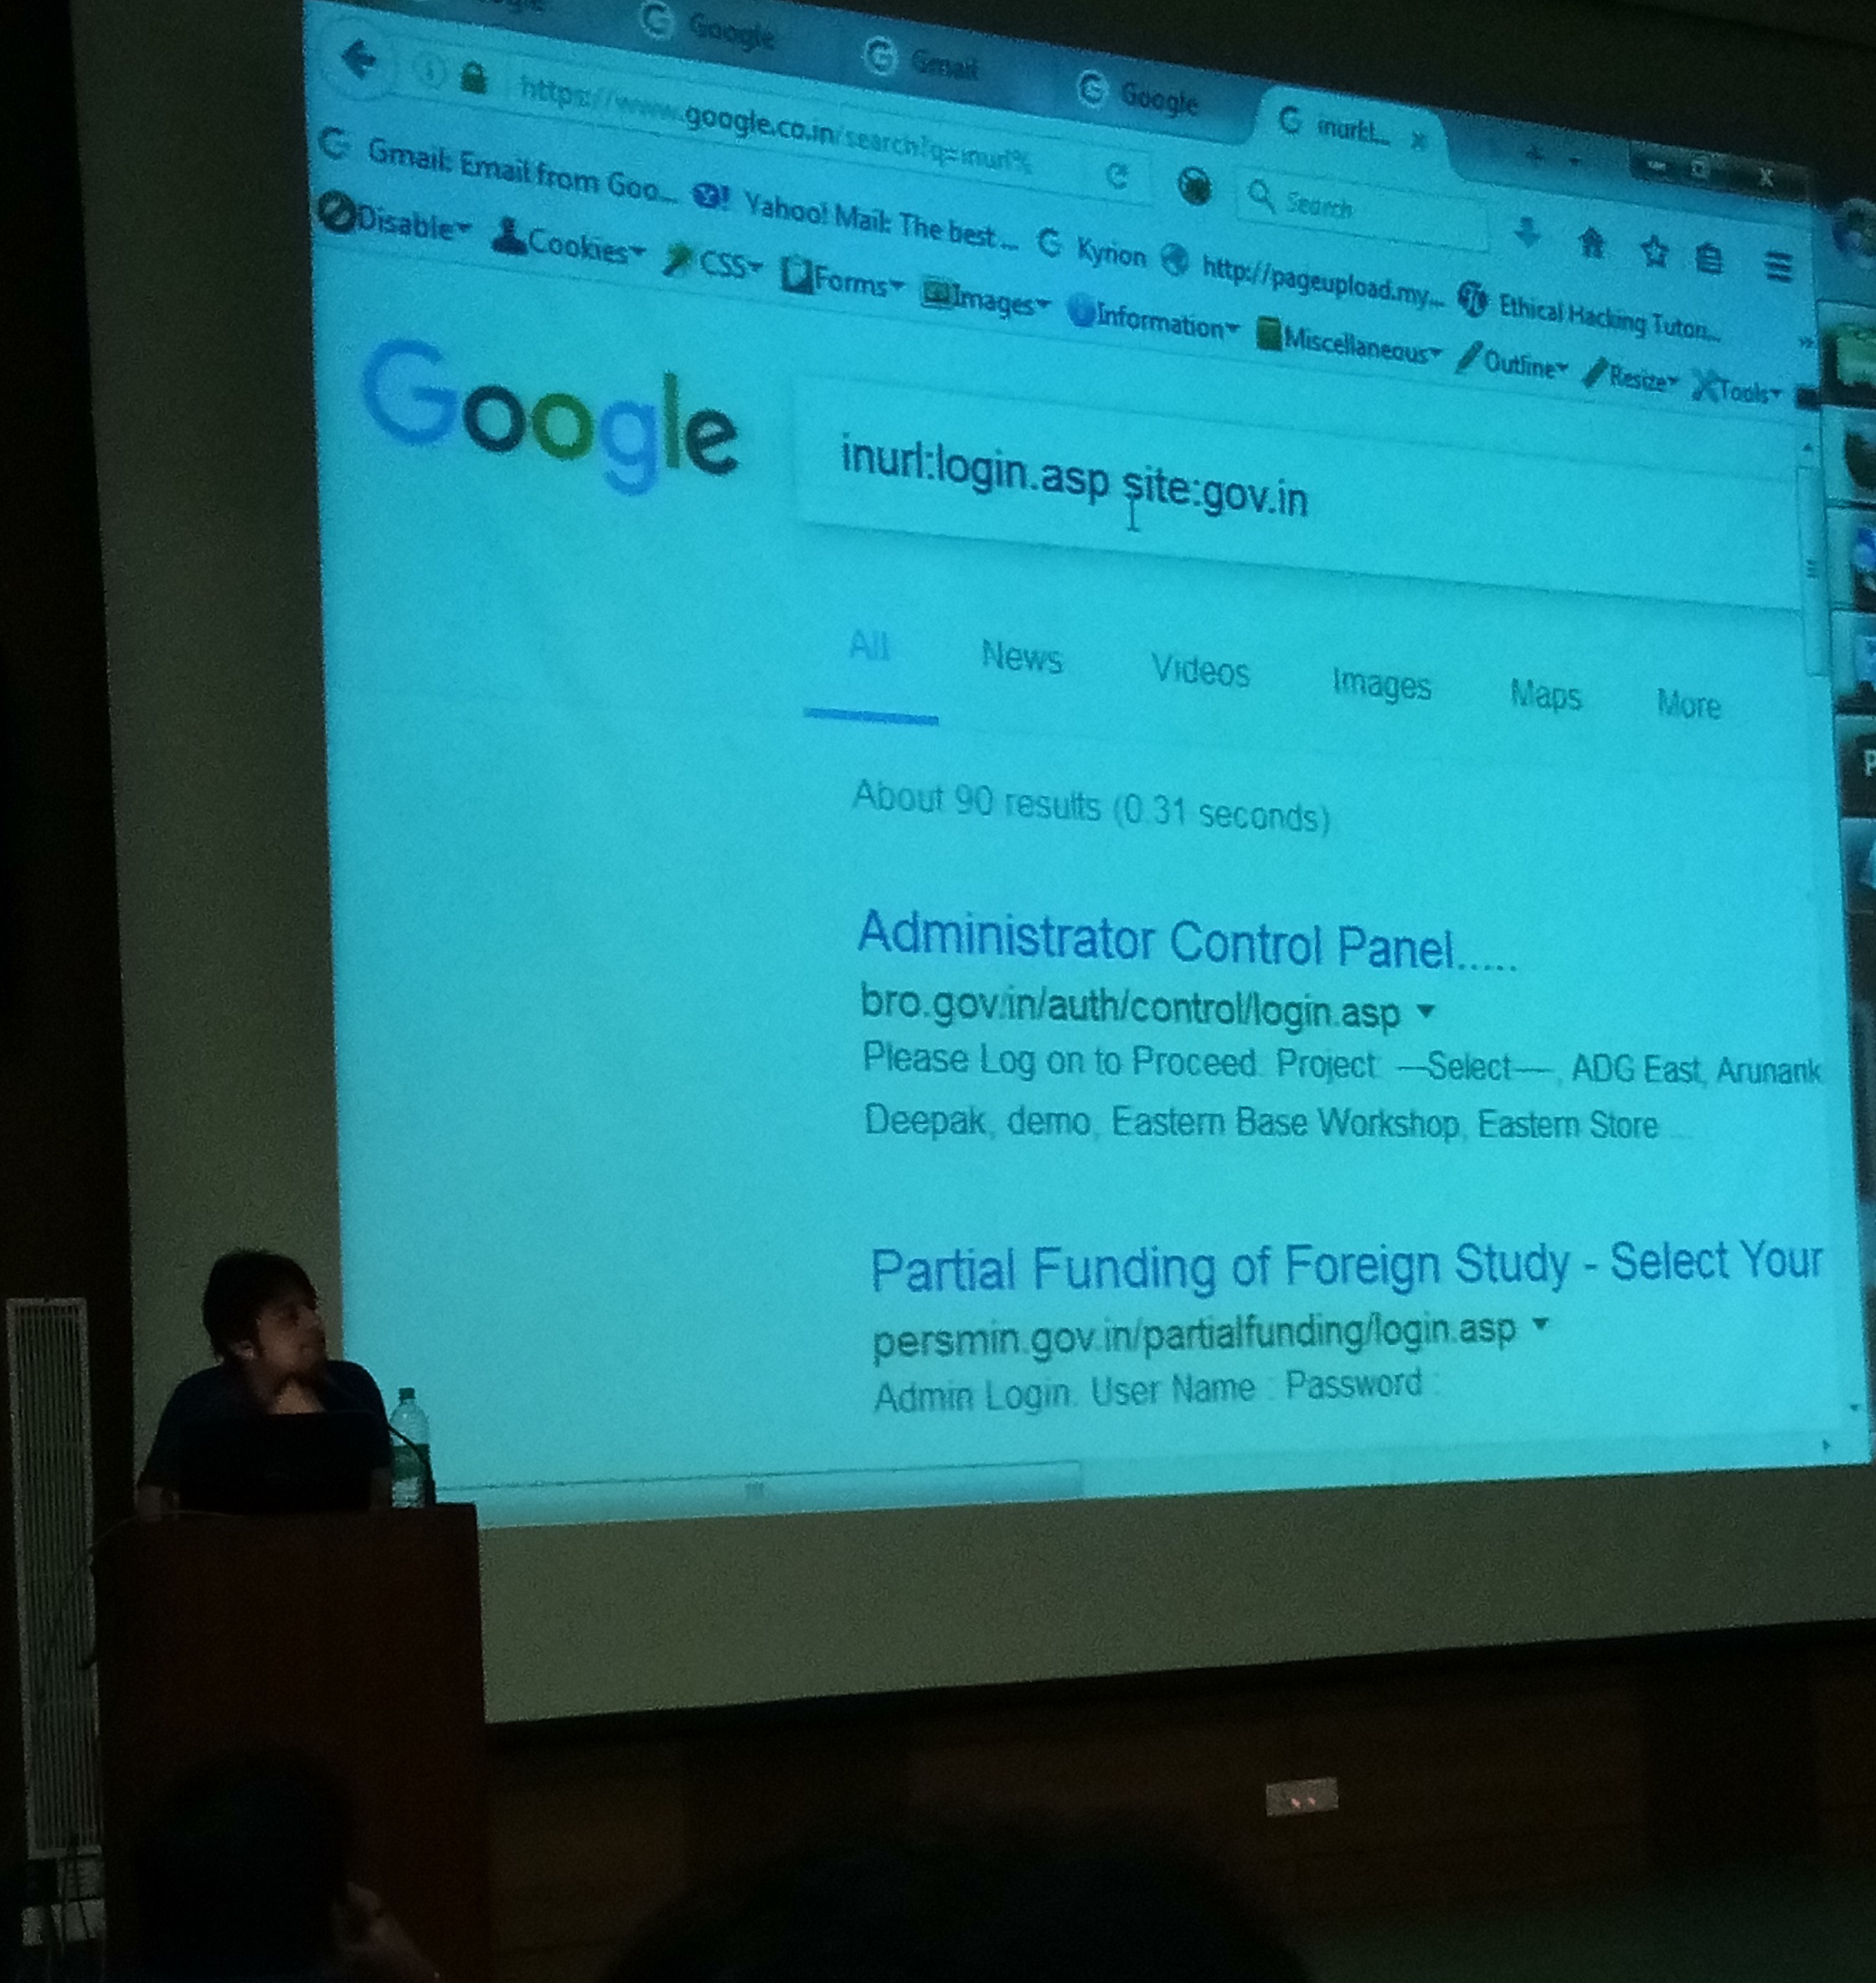 Google Gmail Google inurl:l...
https://www.google.co.in/search?q=inurl% Search
Gmail: Email from Goo... Yahoo! Mail: The best ... Kyrion http://pageupload.my... Ethical Hacking Tutori...
Disable Cookies CSS Forms Images Information Miscellaneous Outline Resize Tools
Google inurl:login.asp site:gov.in
All News Videos Images Maps More
About 90 results (0.31 seconds)
Administrator Control Panel.....
bro.gov.in/auth/control/login.asp
Please Log on to Proceed. Project: ---Select---, ADG East, Arunank
Deepak, demo, Eastern Base Workshop, Eastern Store ...
Partial Funding of Foreign Study - Select Your
persmin.gov.in/partialfunding/login.asp
Admin Login. User Name : Password :